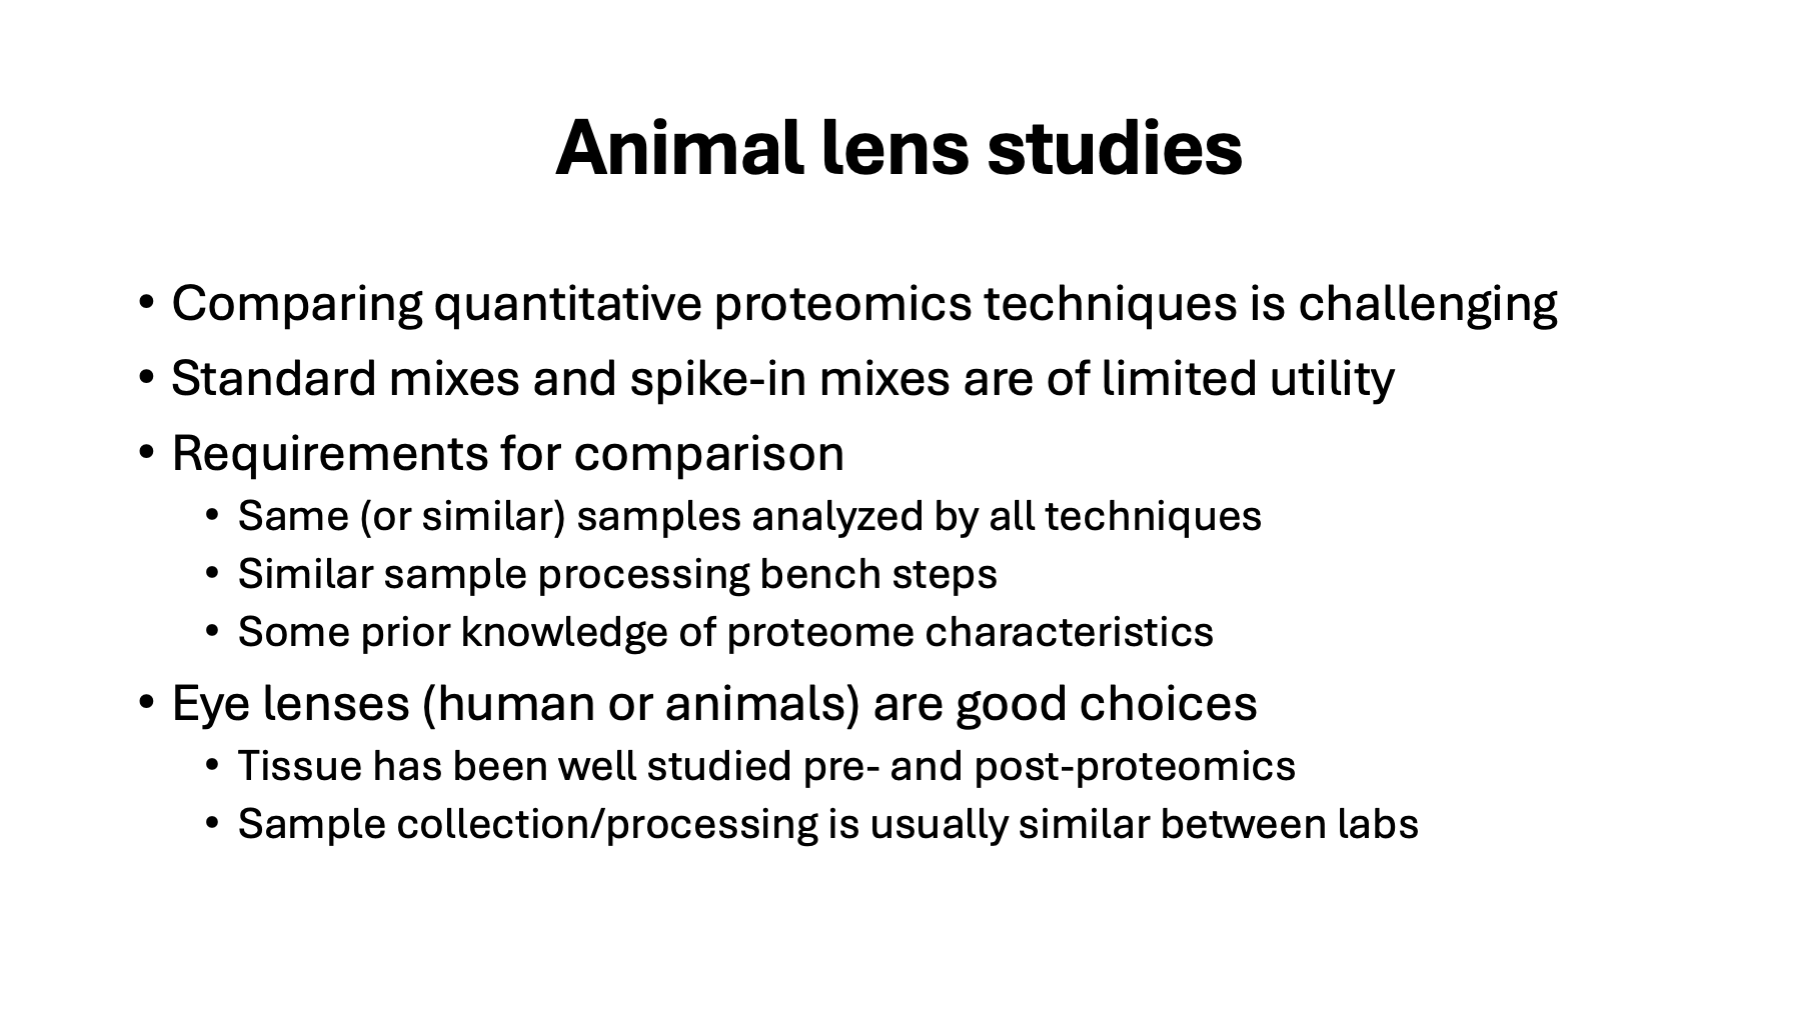 Animal lens studies
• Comparing quantitative proteomics techniques is challenging
• Standard mixes and spike-in mixes are of limited utility
• Requirements for comparison
• Same (or similar) samples analyzed by all techniques
• Similar sample processing bench steps
• Some prior knowledge of proteome characteristics
• Eye lenses (human or animals) are good choices
• Tissue has been well studied pre- and post-proteomics
• Sample collection/processing is usually similar between labs